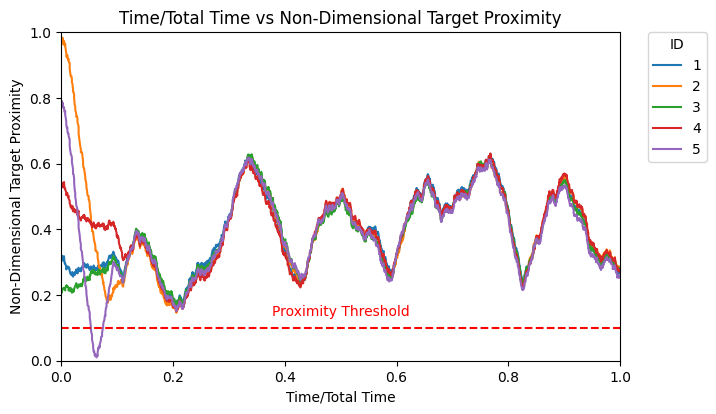 Time/Total Time vs Non-Dimensional Target Proximity
ID
1
2
3
4
5
Non-Dimensional Target Proximity
1.0
0.8
0.6
0.4
0.2
0.0
Proximity Threshold
0.0 0.2 0.4 0.6 0.8 1.0
Time/Total Time